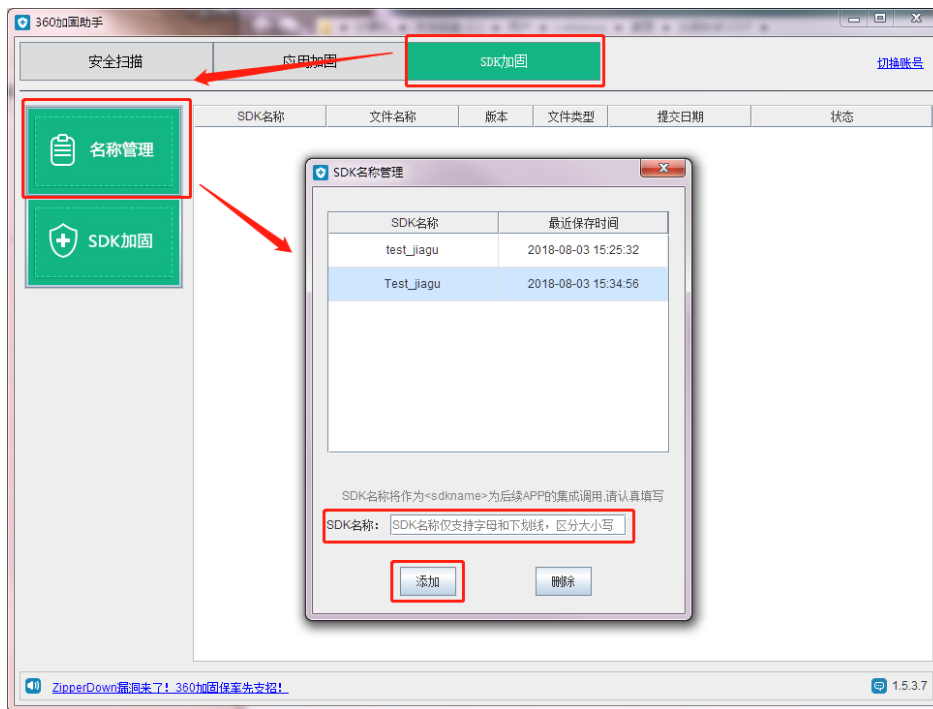 360加固助手
安全扫描 应用加固 SDK加固 切换账号
SDK名称 文件名称 版本 文件类型 提交日期 状态
名称管理
SDK加固
SDK名称管理
SDK名称 最近保存时间
test_jiagu 2018-08-03 15:25:32
Test_jiagu 2018-08-03 15:34:56
SDK名称将作为<sdkname>为后续APP的集成调用,请认真填写
SDK名称: SDK名称仅支持字母和下划线，区分大小写
添加 删除
ZipperDown漏洞来了！360加固保率先支招！ 1.5.3.7